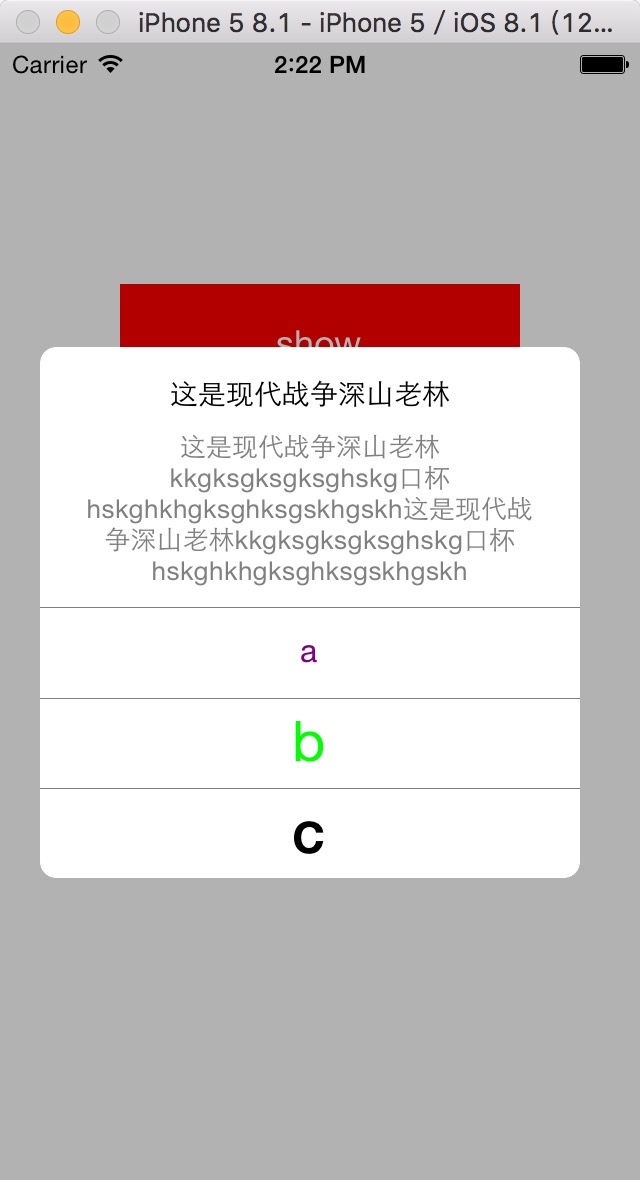 iPhone 5 8.1 - iPhone 5 / iOS 8.1 (12...
Carrier 2:22 PM
show
这是现代战争深山老林
这是现代战争深山老林
kkgksgksgksghskg口杯
hskghkhgksghksgskhgskh这是现代战
争深山老林kkgksgksgksghskg口杯
hskghkhgksghksgskhgskh
a
b
c